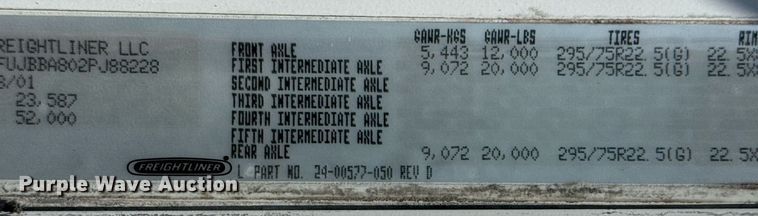 GAWR-KGS GAWR-LBS TIRES RIM
REIGHTLINER LLC FRONT AXLE 5,443 12,000 295/75R22.5(G) 22.5X
FUJBBA802PJ88228 FIRST INTERMEDIATE AXLE 9,072 20,000 295/75R22.5(G) 22.5X
/01 SECOND INTERMEDIATE AXLE
23,587 THIRD INTERMEDIATE AXLE
52,000 FOURTH INTERMEDIATE AXLE
FIFTH INTERMEDIATE AXLE
REAR AXLE 9,072 20,000 295/75R22.5(G) 22.5X
FREIGHTLINER L PART NO. 24-00577-050 REV D
Purple Wave Auction